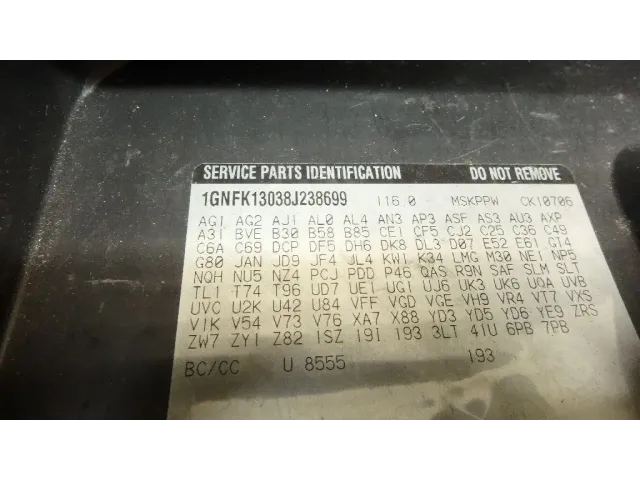 SERVICE PARTS IDENTIFICATION DO NOT REMOVE
1GNFK13038J238699 116.0 MSKPPW CK10706
AG1 AG2 AJ1 AL0 AL4 AN3 AP3 ASF AS3 AU3 AXP
A31 BVE B30 B58 B85 CE1 CF5 CJ2 C25 C36 C49
C6A C69 DCP DF5 DH6 DK8 DL3 D07 E52 E61 GT4
G80 JAN JD9 JF4 JL4 KW1 K34 LMG M30 NE1 NP5
NQH NU5 NZ4 PCJ PDD P46 QAS R9N SAF SLM SLT
TL1 T74 T96 UD7 UE1 UG1 UJ6 UK3 UK6 UQA UVB
UVC U2K U42 U84 VFF VGD VGE VH9 VR4 VT7 VXS
V1K V54 V73 V76 XA7 X88 YD3 YD5 YD6 YE9 ZRS
ZW7 ZY1 Z82 1SZ 19I 193 3LT 41U 6PB 7PB
BC/CC U 8555 193